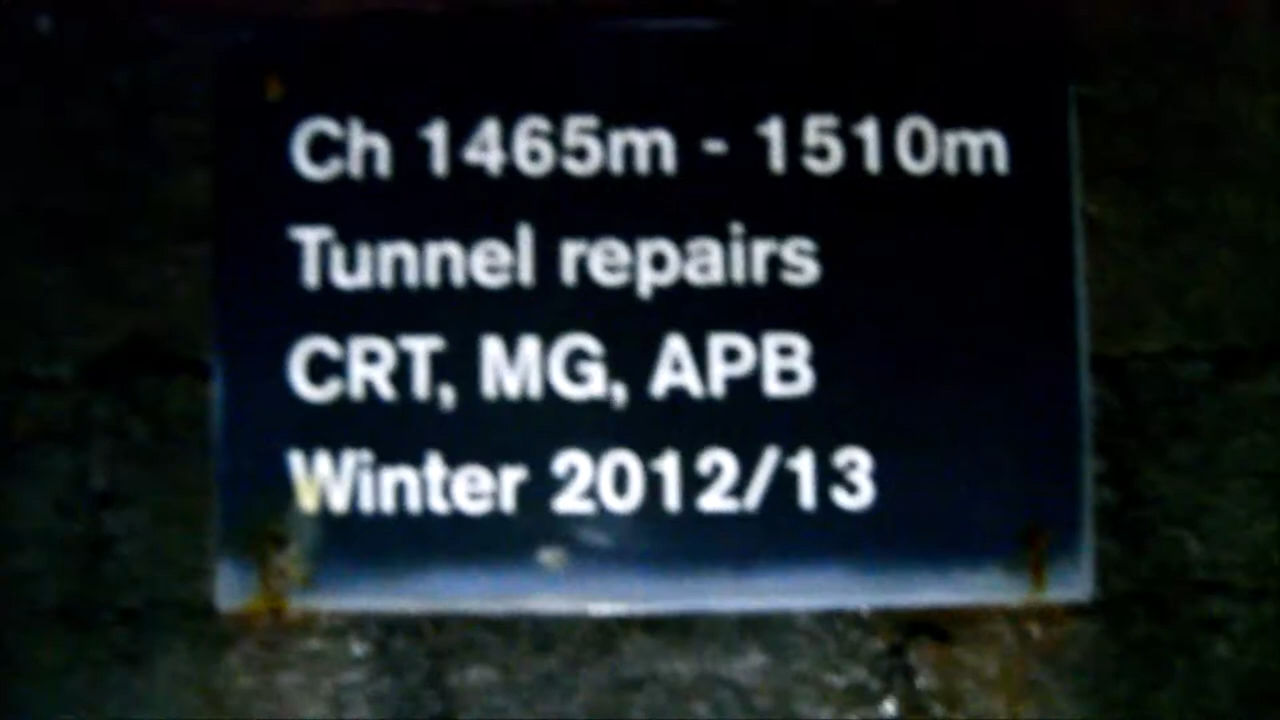 Ch 1465m - 1510m
Tunnel repairs
CRT, MG, APB
Winter 2012/13